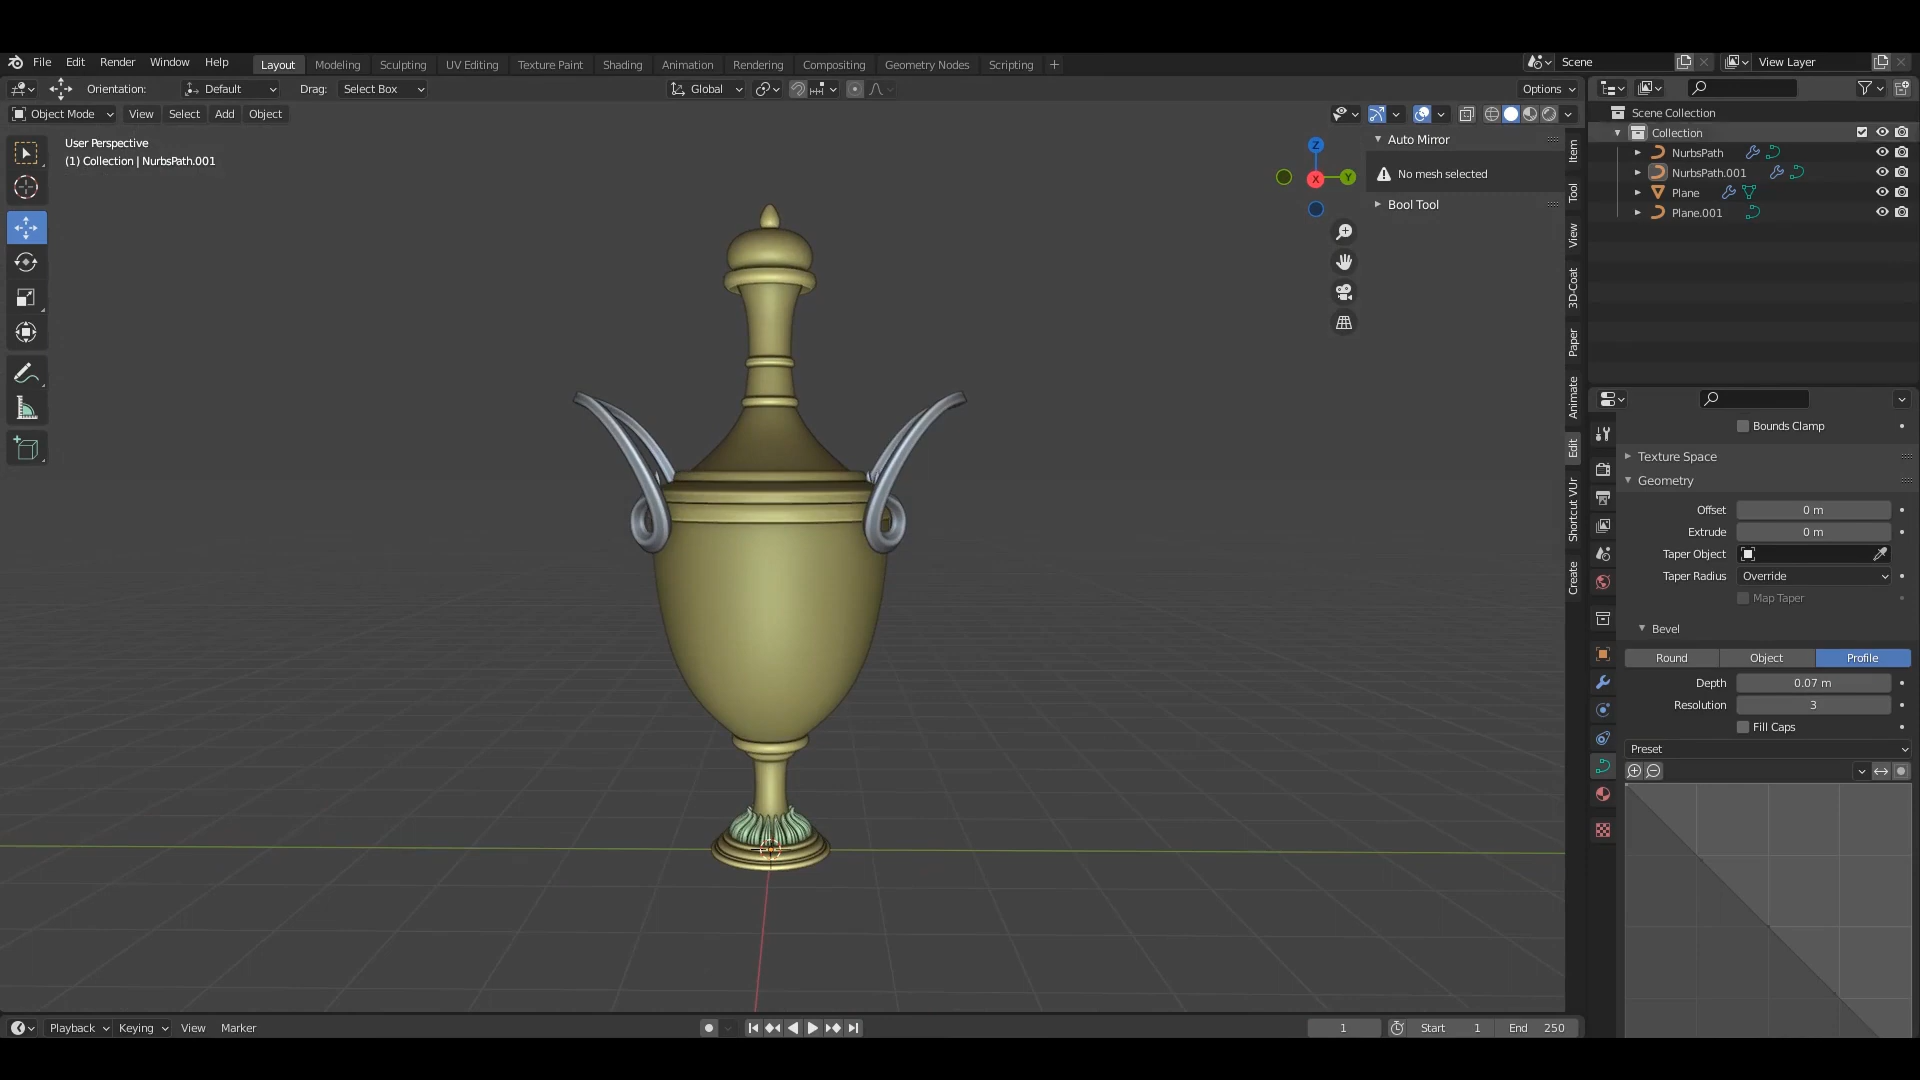 File Edit Render Window Help Layout Modeling Sculpting UV Editing Texture Paint Shading Animation Rendering Compositing Geometry Nodes Scripting + Scene View Layer
Orientation: Default Drag: Select Box Global Options
Object Mode View Select Add Object
User Perspective
(1) Collection | NurbsPath.001
Z
Y
X
Auto Mirror
No mesh selected
Bool Tool
Item
Tool
View
3D-Coat
Paper
Animate
Edit
Shortcut VUr
Create
Scene Collection
Collection
NurbsPath
NurbsPath.001
Plane
Plane.001
Bounds Clamp
Texture Space
Geometry
Offset 0 m
Extrude 0 m
Taper Object
Taper Radius Override
Map Taper
Bevel
Round Object Profile
Depth 0.07 m
Resolution 3
Fill Caps
Preset
Playback Keying View Marker 1 Start 1 End 250